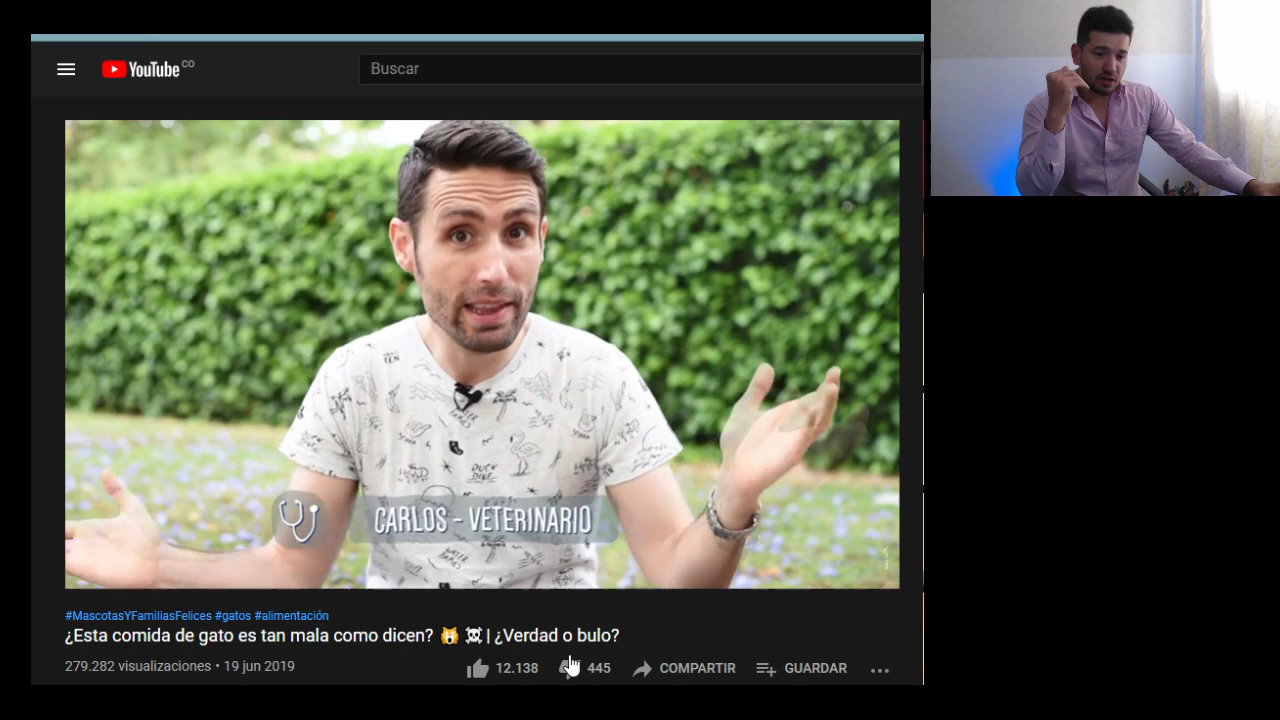 YouTube CO
Buscar
CARLOS - VETERINARIO
#MascotasYFamiliasFelices #gatos #alimentación
¿Esta comida de gato es tan mala como dicen? 🙀 ☠ | ¿Verdad o bulo?
279.282 visualizaciones • 19 jun 2019
12.138
445
COMPARTIR
GUARDAR